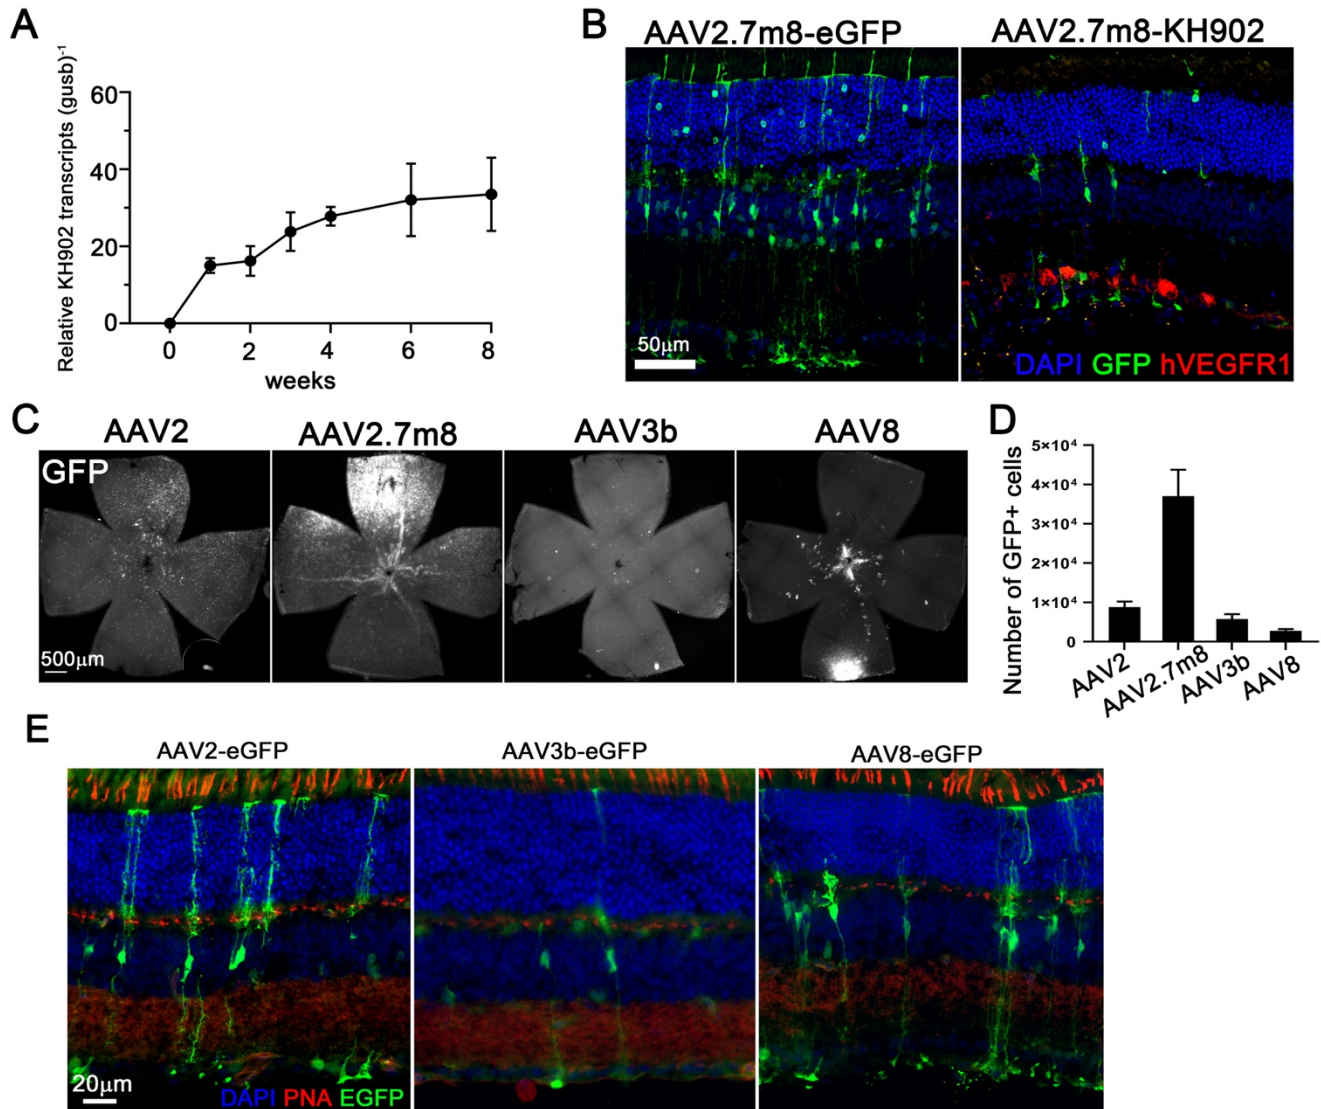 A
Relative KH902 transcripts (gusb)⁻¹
60
40
20
0
0 2 4 6 8
weeks
B
AAV2.7m8-eGFP AAV2.7m8-KH902
50μm
DAPI GFP hVEGFR1
C
AAV2 AAV2.7m8 AAV3b AAV8
GFP
500μm
D
Number of GFP+ cells
5×10⁴
4×10⁴
3×10⁴
2×10⁴
1×10⁴
0
AAV2 AAV2.7m8 AAV3b AAV8
E
AAV2-eGFP AAV3b-eGFP AAV8-eGFP
20μm
DAPI PNA EGFP